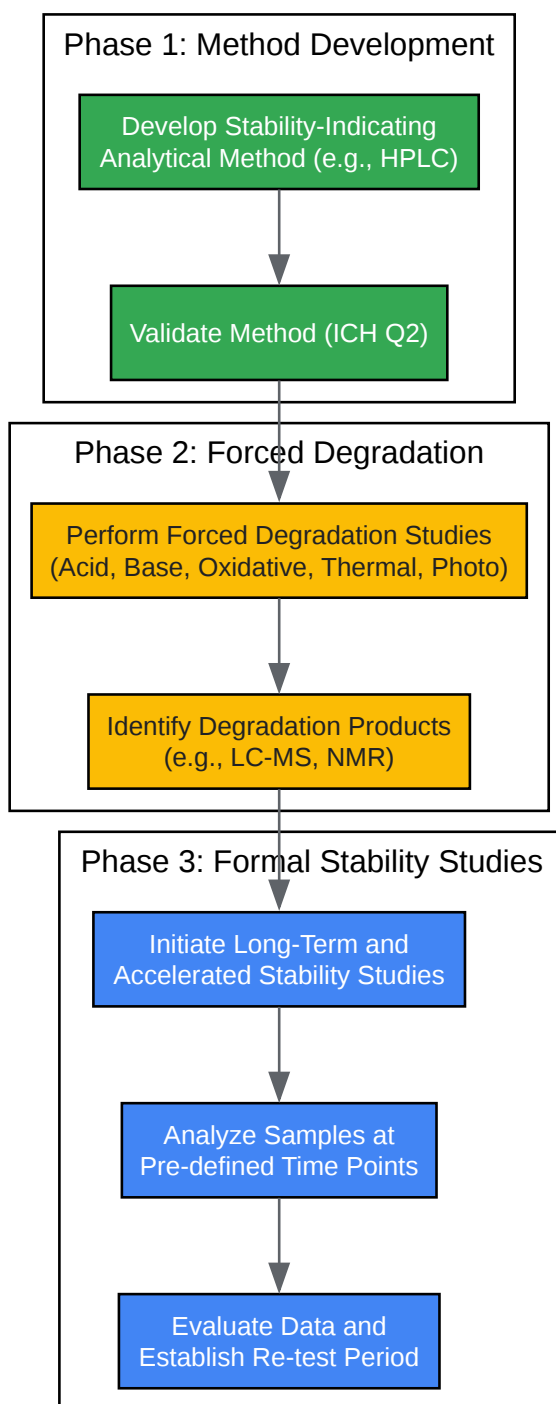 Phase 1: Method Development
Develop Stability-Indicating
Analytical Method (e.g., HPLC)
Validate Method (ICH Q2)
Phase 2: Forced Degradation
Perform Forced Degradation Studies
(Acid, Base, Oxidative, Thermal, Photo)
Identify Degradation Products
(e.g., LC-MS, NMR)
Phase 3: Formal Stability Studies
Initiate Long-Term and
Accelerated Stability Studies
Analyze Samples at
Pre-defined Time Points
Evaluate Data and
Establish Re-test Period